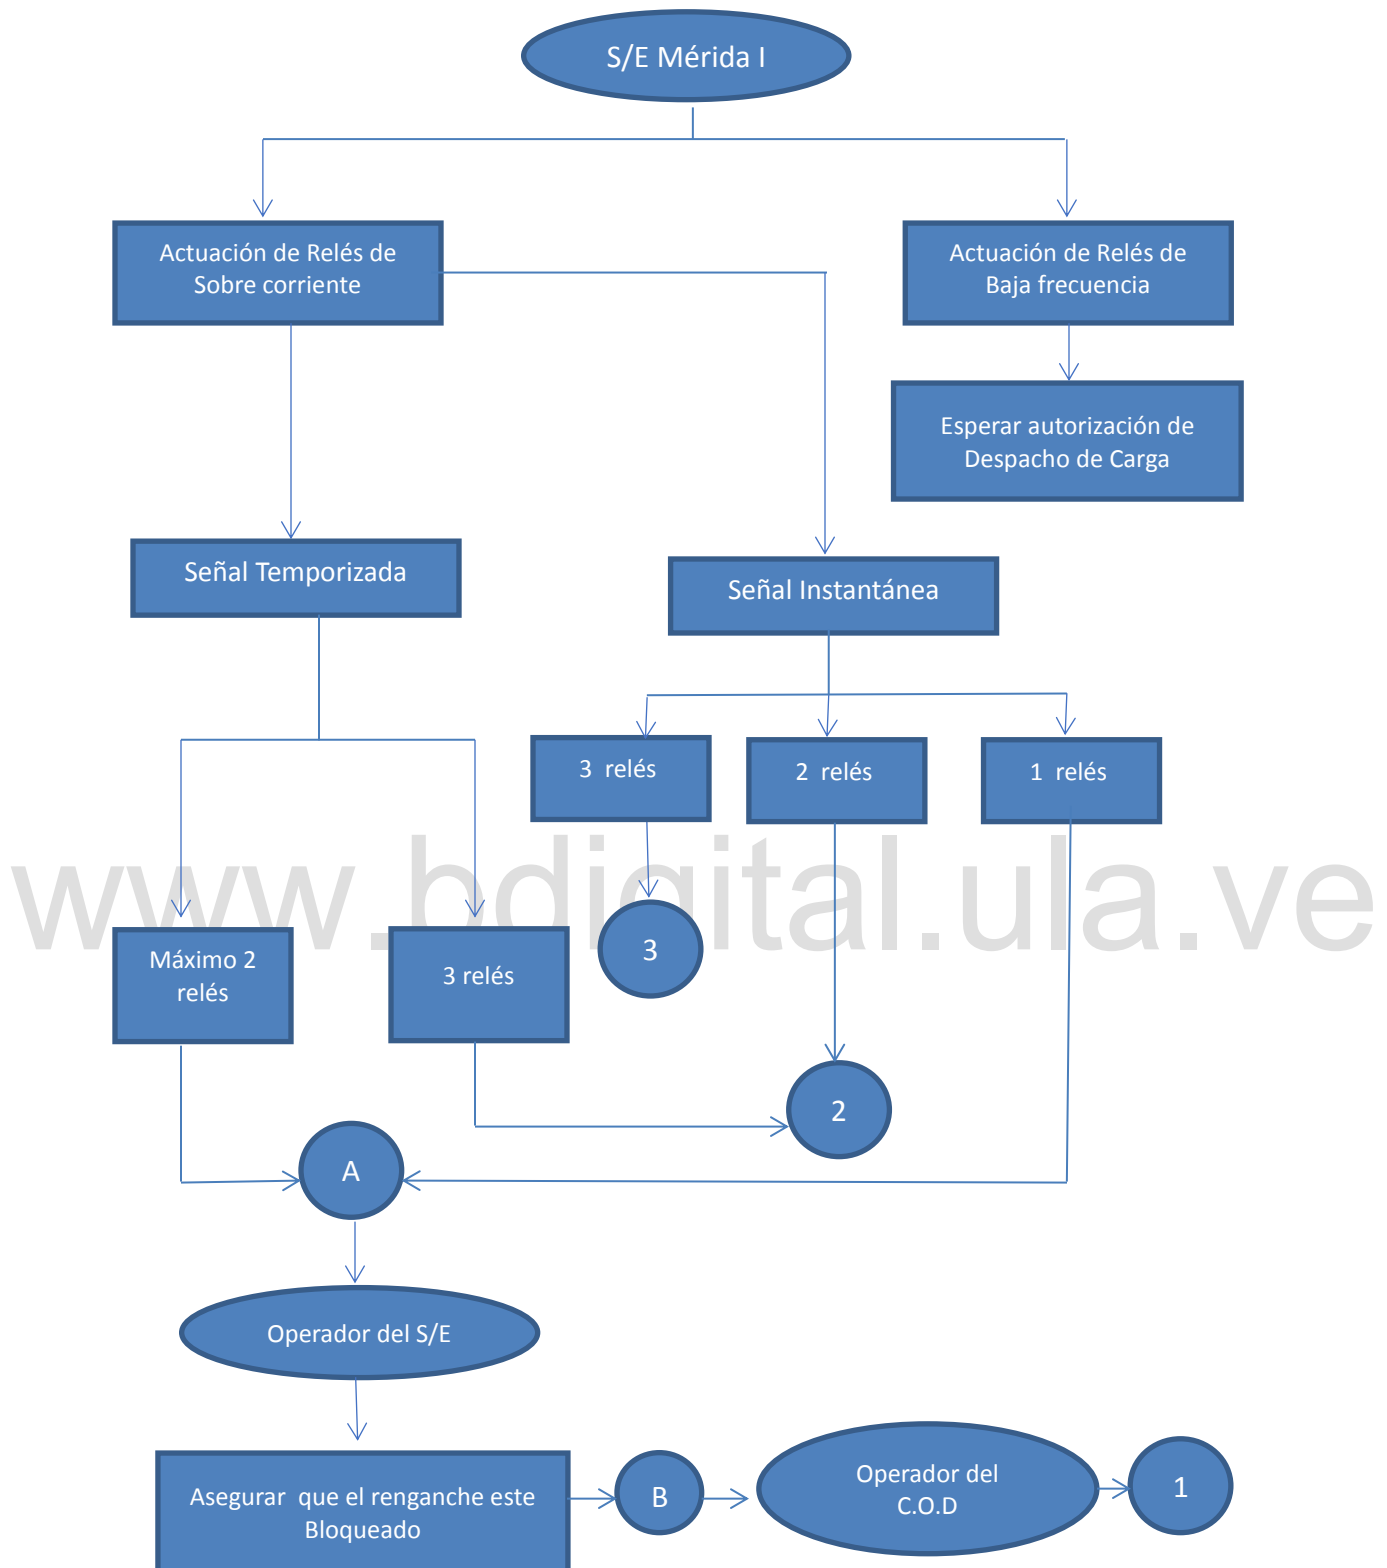 S/E Mérida I
Actuación de Relés de
Sobre corriente
Actuación de Relés de
Baja frecuencia
Esperar autorización de
Despacho de Carga
Señal Temporizada
Señal Instantánea
3 relés
2 relés
1 relés
www.bdigital.ula.ve
Máximo 2
relés
3 relés
3
2
A
Operador del S/E
Asegurar que el renganche este
Bloqueado
B
Operador del
C.O.D
1